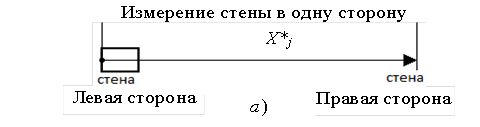 Измерение стены в одну сторону
X*j
стена
стена
Левая сторона
Правая сторона
а)